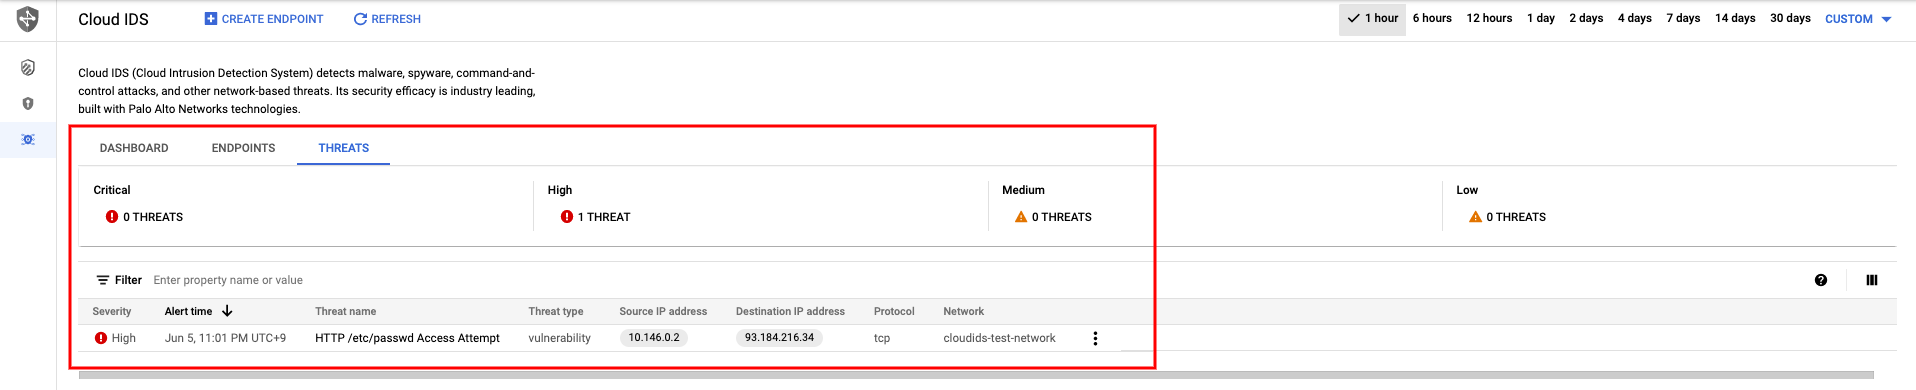 Cloud IDS CREATE ENDPOINT REFRESH 1 hour 6 hours 12 hours 1 day 2 days 4 days 7 days 14 days 30 days CUSTOM
Cloud IDS (Cloud Intrusion Detection System) detects malware, spyware, command-and-
control attacks, and other network-based threats. Its security efficacy is industry leading,
built with Palo Alto Networks technologies.
DASHBOARD ENDPOINTS THREATS
Critical High Medium Low
0 THREATS 1 THREAT 0 THREATS 0 THREATS
Filter Enter property name or value
Severity Alert time Threat name Threat type Source IP address Destination IP address Protocol Network
High Jun 5, 11:01 PM UTC+9 HTTP /etc/passwd Access Attempt vulnerability 10.146.0.2 93.184.216.34 tcp cloudids-test-network